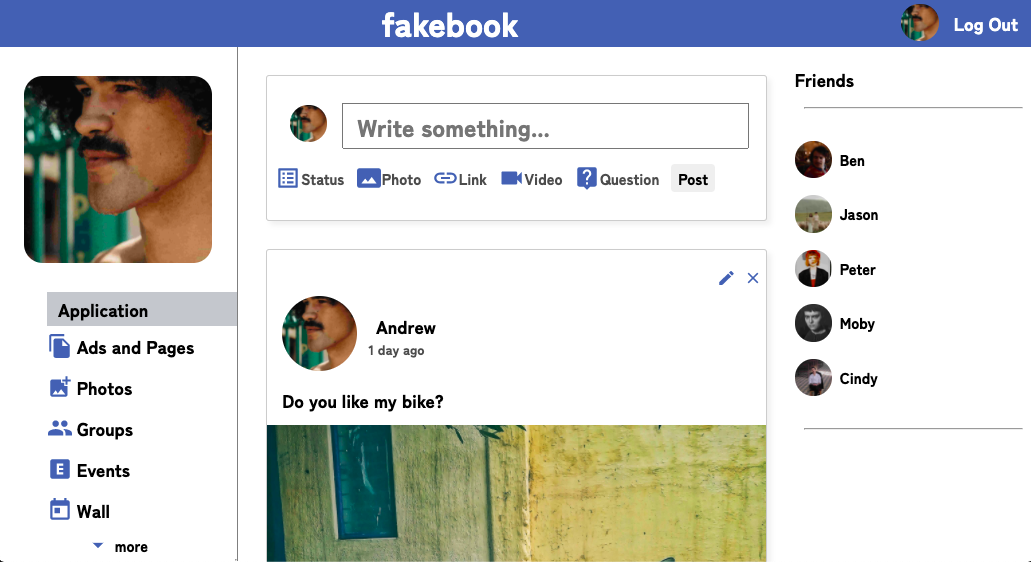 fakebook
Log Out
Application
Ads and Pages
Photos
Groups
E Events
Wall
more
Write something...
Status Photo Link Video ? Question Post
Andrew
1 day ago
Do you like my bike?
Friends
Ben
Jason
Peter
Moby
Cindy